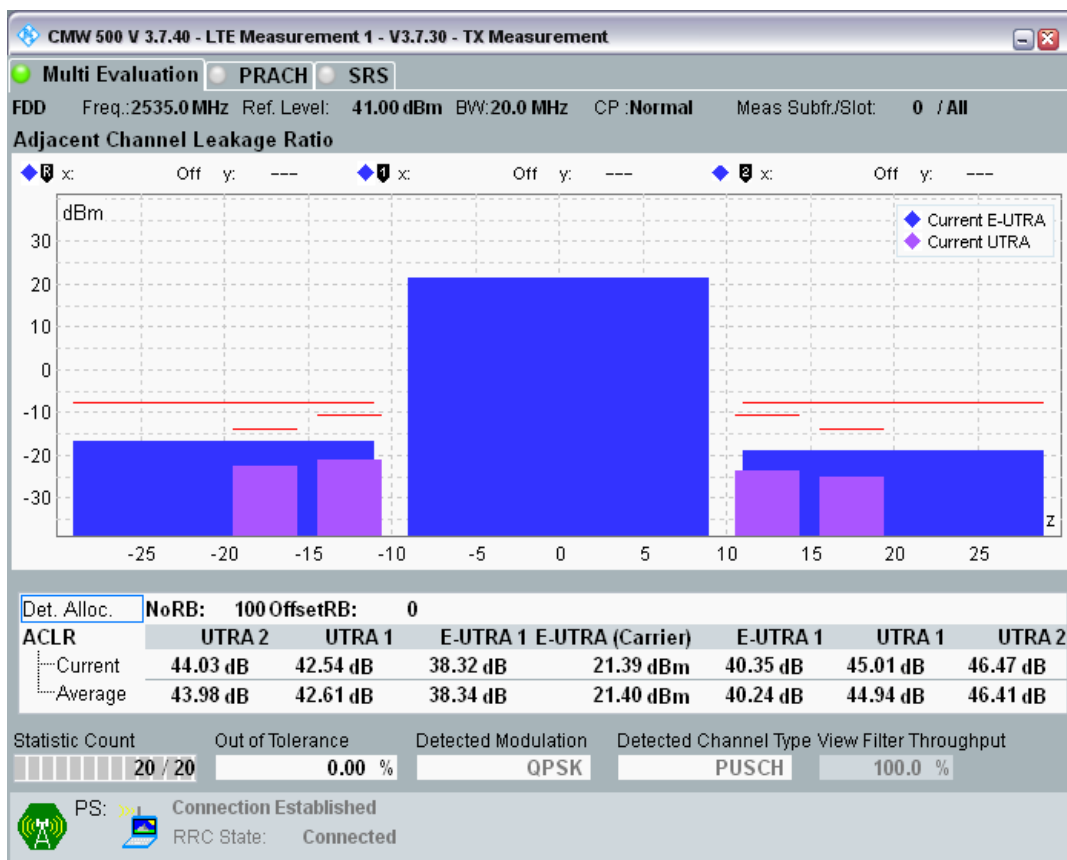 CMW 500 V 3.7.40 - LTE Measurement 1 - V3.7.30 - TX Measurement
Multi Evaluation PRACH SRS
FDD Freq.:2535.0 MHz Ref. Level: 41.00 dBm BW:20.0 MHz CP :Normal Meas Subfr./Slot: 0 / All
Adjacent Channel Leakage Ratio
R x: Off y: --- 1 x: Off y: --- 2 x: Off y: ---
dBm
Current E-UTRA
Current UTRA
30
20
10
0
-10
-20
-30
z
-25 -20 -15 -10 -5 0 5 10 15 20 25
Det. Alloc. NoRB: 100 OffsetRB: 0
ACLR UTRA 2 UTRA 1 E-UTRA 1 E-UTRA (Carrier) E-UTRA 1 UTRA 1 UTRA 2
Current 44.03 dB 42.54 dB 38.32 dB 21.39 dBm 40.35 dB 45.01 dB 46.47 dB
Average 43.98 dB 42.61 dB 38.34 dB 21.40 dBm 40.24 dB 44.94 dB 46.41 dB
Statistic Count Out of Tolerance Detected Modulation Detected Channel Type View Filter Throughput
20 / 20 0.00 % QPSK PUSCH 100.0 %
PS: Connection Established
RRC State: Connected